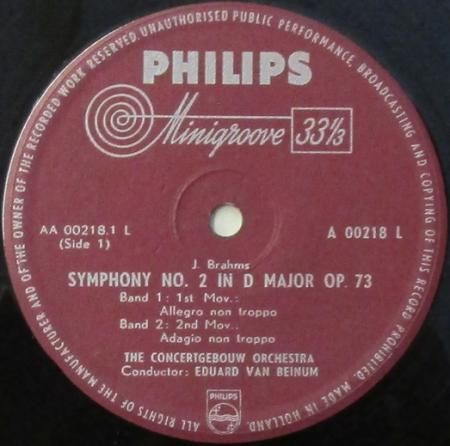 ALL RIGHTS OF THE MANUFACTURER AND OF THE OWNER OF THE RECORDED WORK RESERVED UNAUTHORISED PUBLIC PERFORMANCE, BROADCASTING AND COPYING OF THIS RECORD PROHIBITED. MADE IN HOLLAND.
PHILIPS
Minigroove 33⅓
AA 00218.1 L
(Side 1)
A 00218 L
J. Brahms
SYMPHONY NO. 2 IN D MAJOR OP. 73
Band 1: 1st Mov.:
Allegro non troppo
Band 2: 2nd Mov..
Adagio non troppo
THE CONCERTGEBOUW ORCHESTRA
Conductor: EDUARD VAN BEINUM
PHILIPS